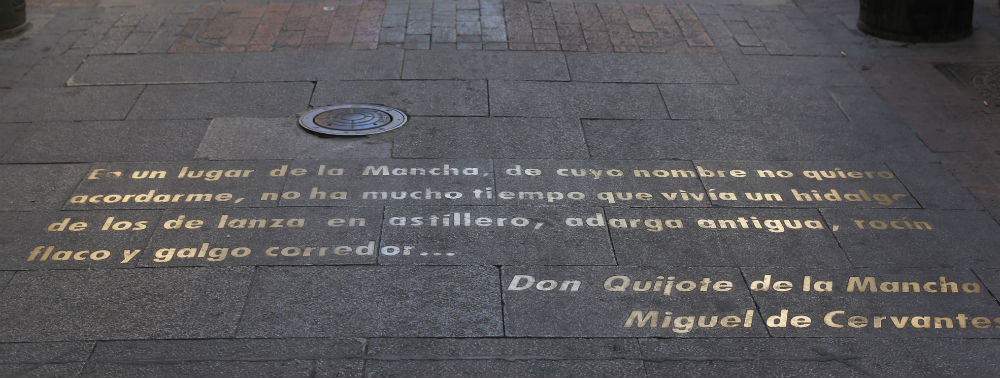 En un lugar de la Mancha, de cuyo nombre no quiero
acordarme, no ha mucho tiempo que vivía un hidalgo
de los de lanza en astillero, adarga antigua, rocín
flaco y galgo corredor...
Don Quijote de la Mancha
Miguel de Cervantes